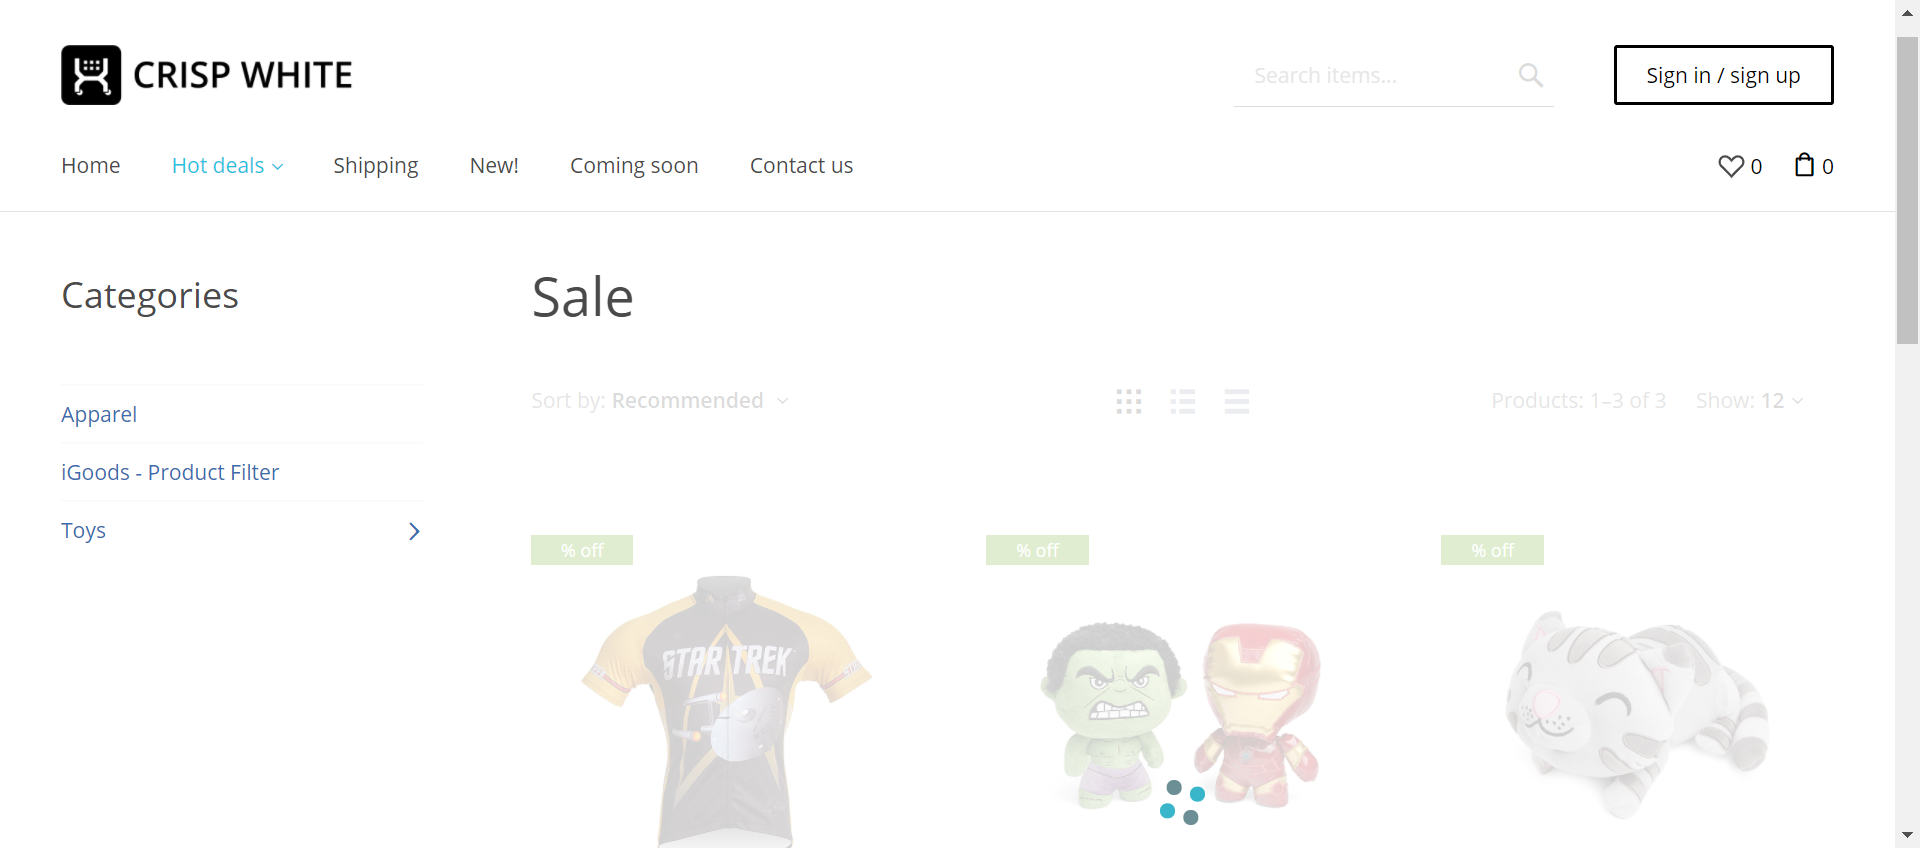 CRISP WHITE
Search items...
Sign in / sign up
Home
Hot deals
Shipping
New!
Coming soon
Contact us
0
0
Categories
Sale
Sort by: Recommended
Products: 1–3 of 3
Show: 12
Apparel
iGoods - Product Filter
Toys
% off
% off
% off
STAR TREK